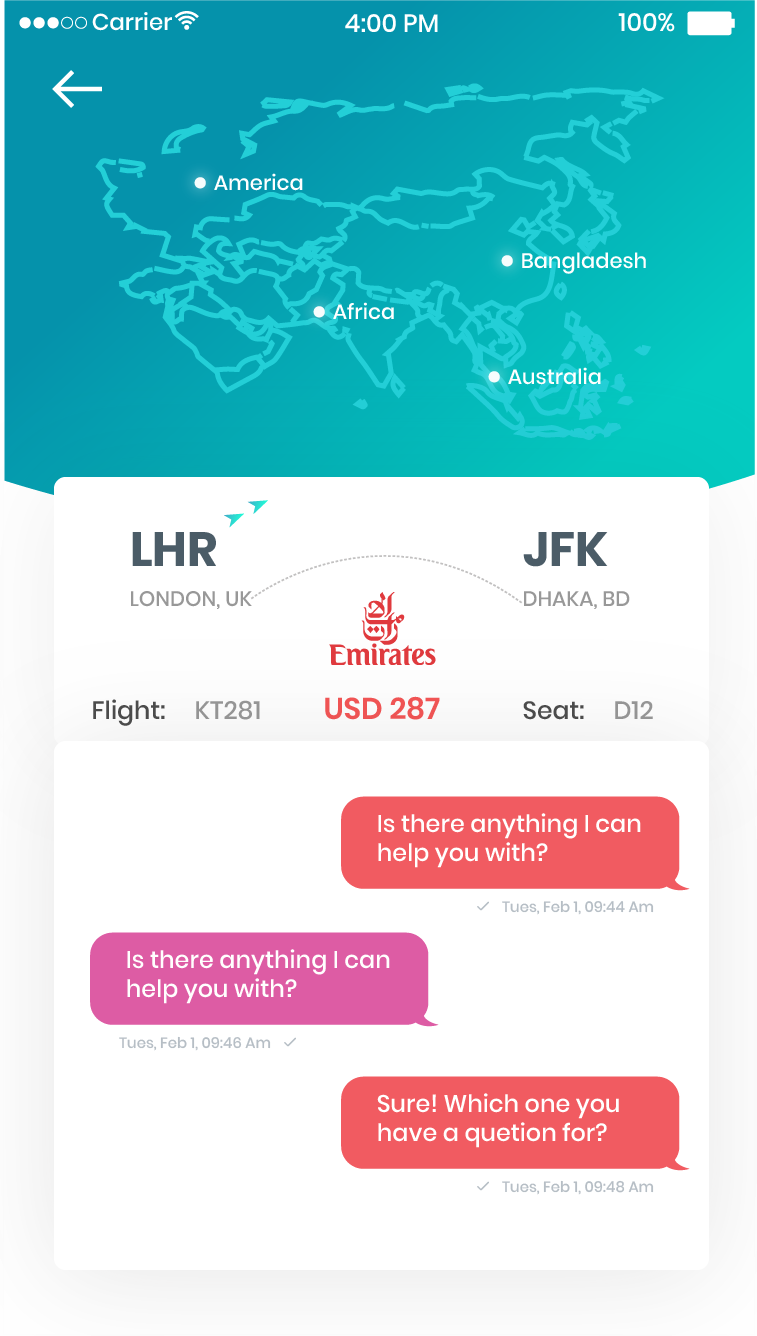 Carrier 4:00 PM 100%
America
Bangladesh
Africa
Australia
LHR JFK
LONDON, UK DHAKA, BD
Emirates
Flight: KT281 USD 287 Seat: D12
Is there anything I can
help you with?
Tues, Feb 1, 09:44 Am
Is there anything I can
help you with?
Tues, Feb 1, 09:46 Am
Sure! Which one you
have a quetion for?
Tues, Feb 1, 09:48 Am